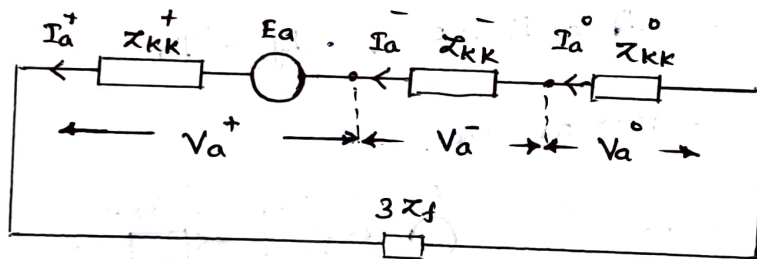 Ia⁺ Zkk⁺ Ea Ia⁻ Zkk⁻ Ia⁰ Zkk⁰
Va⁺ Va⁻ Va⁰
3Zf